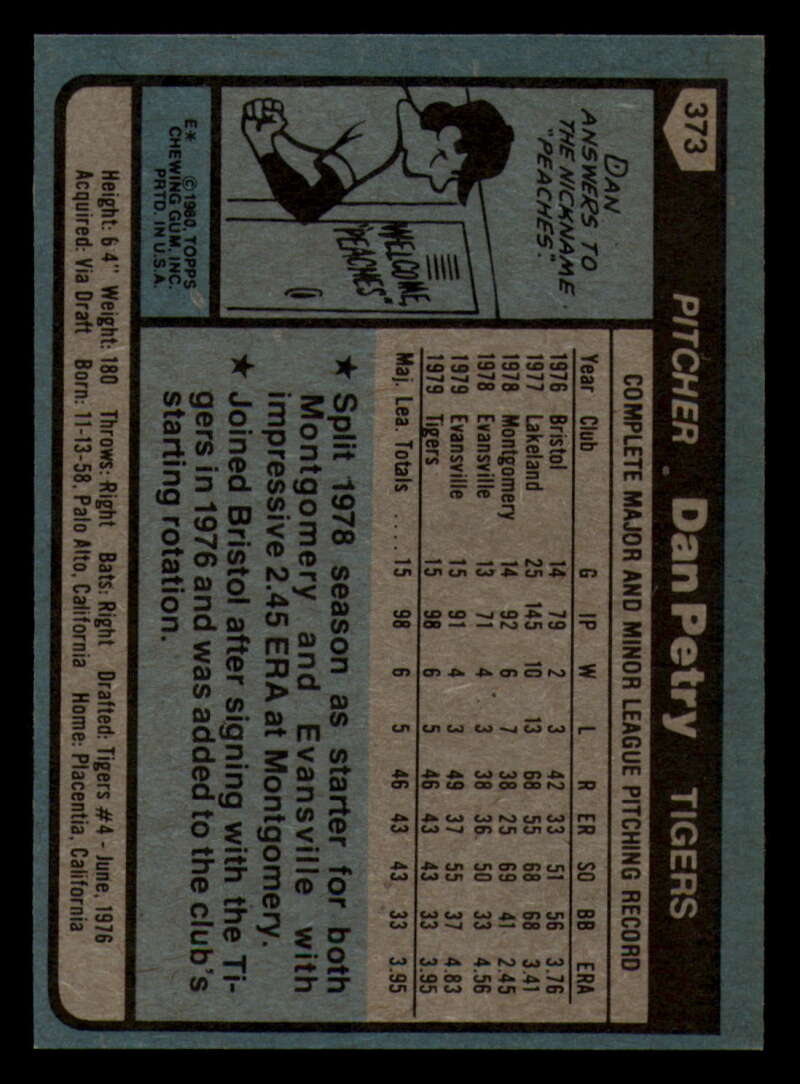 373
PITCHER Dan Petry TIGERS
DAN
ANSWERS TO
THE NICKNAME
"PEACHES".
WELCOME,
"PEACHES"
E* © 1980, TOPPS
CHEWING GUM, INC.
PRTD. IN U.S.A.
COMPLETE MAJOR AND MINOR LEAGUE PITCHING RECORD
Year Club G IP W L R ER SO BB ERA
1976 Bristol 14 79 2 3 42 33 51 56 3.76
1977 Lakeland 25 145 10 13 68 55 68 68 3.41
1978 Montgomery 14 92 6 7 38 25 69 41 2.45
1978 Evansville 13 71 4 3 38 36 50 33 4.56
1979 Evansville 15 91 4 3 49 37 55 37 4.83
1979 Tigers 15 98 6 5 46 43 43 33 3.95
Maj. Lea. Totals .... 15 98 6 5 46 43 43 33 3.95
★ Split 1978 season as starter for both
Montgomery and Evansville with
impressive 2.45 ERA at Montgomery.
★ Joined Bristol after signing with the Ti-
gers in 1976 and was added to the club's
starting rotation.
Height: 6 4" Weight: 180 Throws: Right Bats: Right Drafted: Tigers #4 - June, 1976
Acquired: Via Draft Born: 11-13-58, Palo Alto, California Home: Placentia, California